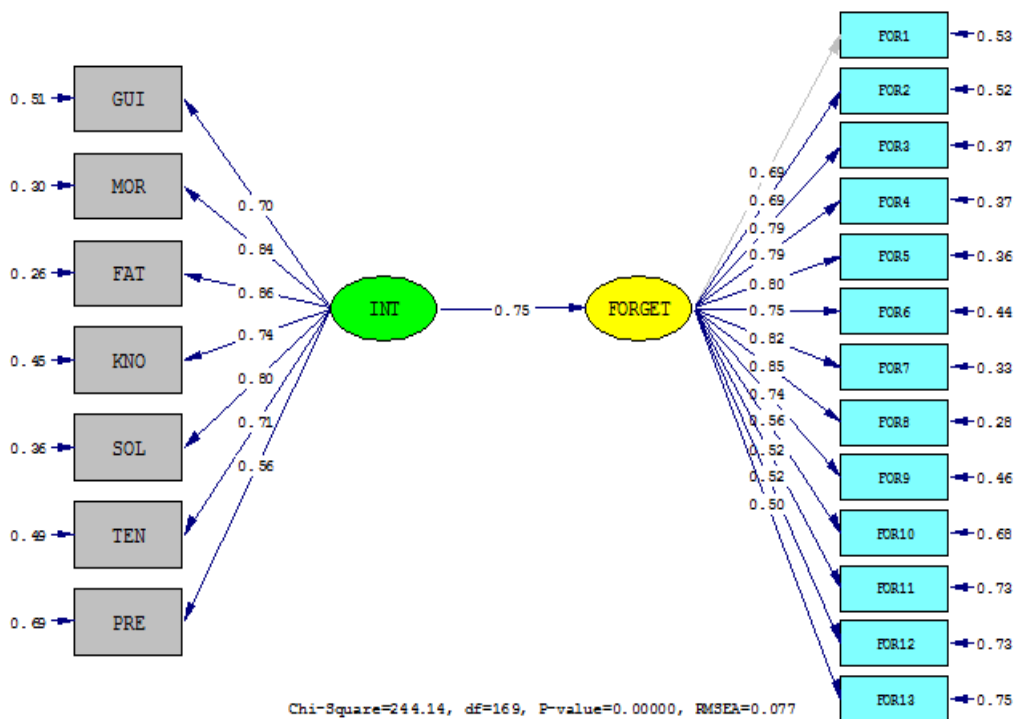 FOR1
0.53
FOR2
0.52
0.51
GUI
FOR3
0.37
0.30
MOR
0.69
0.69
0.70
0.79
FOR4
0.37
0.84
0.79
FOR5
0.36
0.26
FAT
0.86
0.80
INT
0.75
FORGET
0.75
FOR6
0.44
0.74
0.82
0.45
KNO
0.85
FOR7
0.33
0.80
0.74
0.71
0.56
FOR8
0.28
0.36
SOL
0.52
0.56
0.52
FOR9
0.46
0.50
0.49
TEN
FOR10
0.68
FOR11
0.73
0.69
PRE
FOR12
0.73
FOR13
0.75
Chi-Square=244.14, df=169, P-value=0.00000, RMSEA=0.077